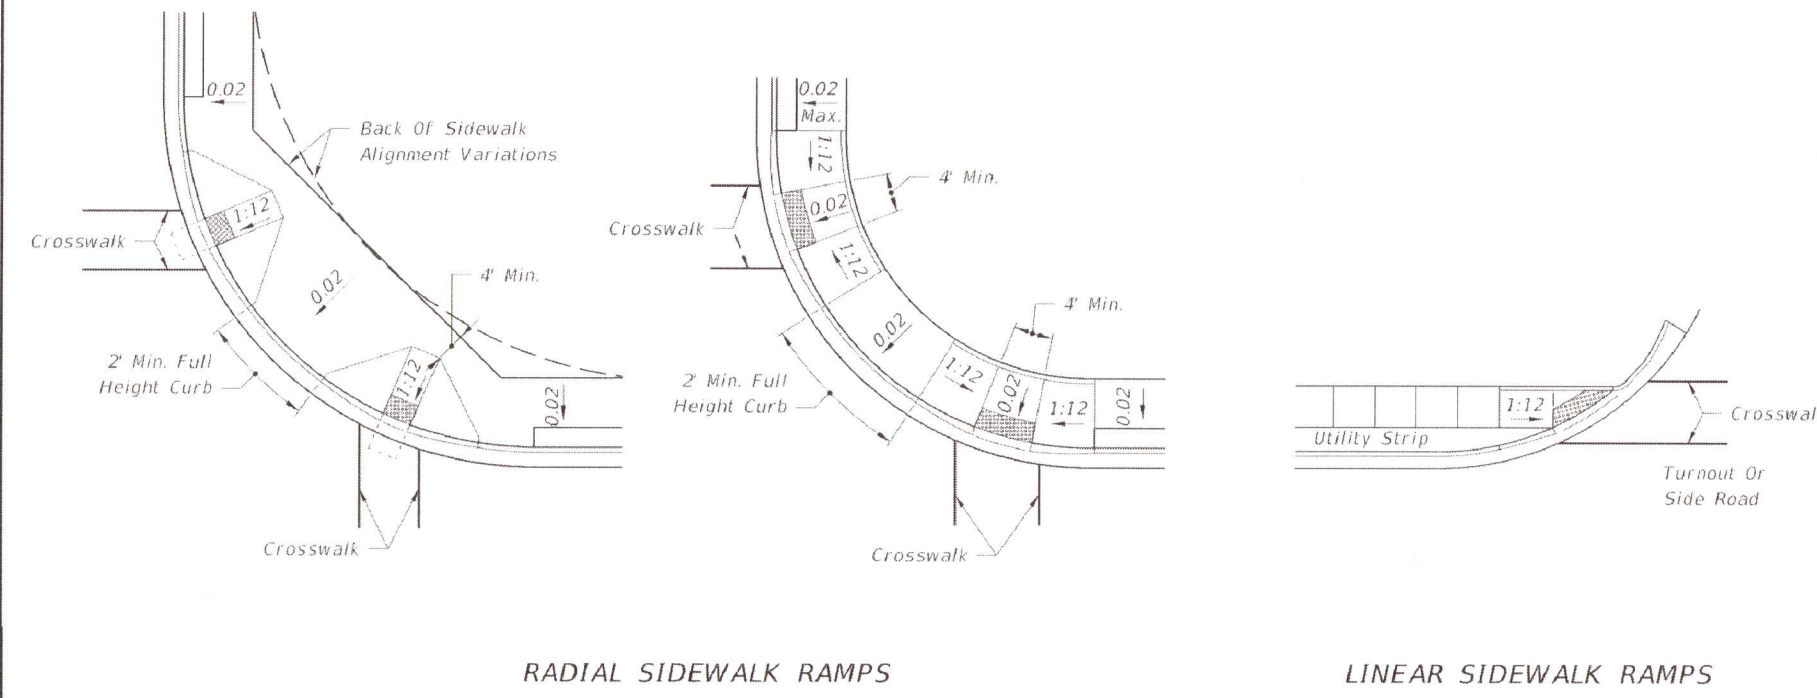 0.02
Back Of Sidewalk
Alignment Variations
Crosswalk
1:12
0.02
4' Min.
2' Min. Full
Height Curb
1:12
0.02
Crosswalk
0.02
Max.
1:12
4' Min.
Crosswalk
0.02
1:12
0.02
4' Min.
2' Min. Full
Height Curb
1:12
0.02
1:12
0.02
Crosswalk
1:12
Utility Strip
Crosswal
Turnout Or
Side Road
RADIAL SIDEWALK RAMPS
LINEAR SIDEWALK RAMPS